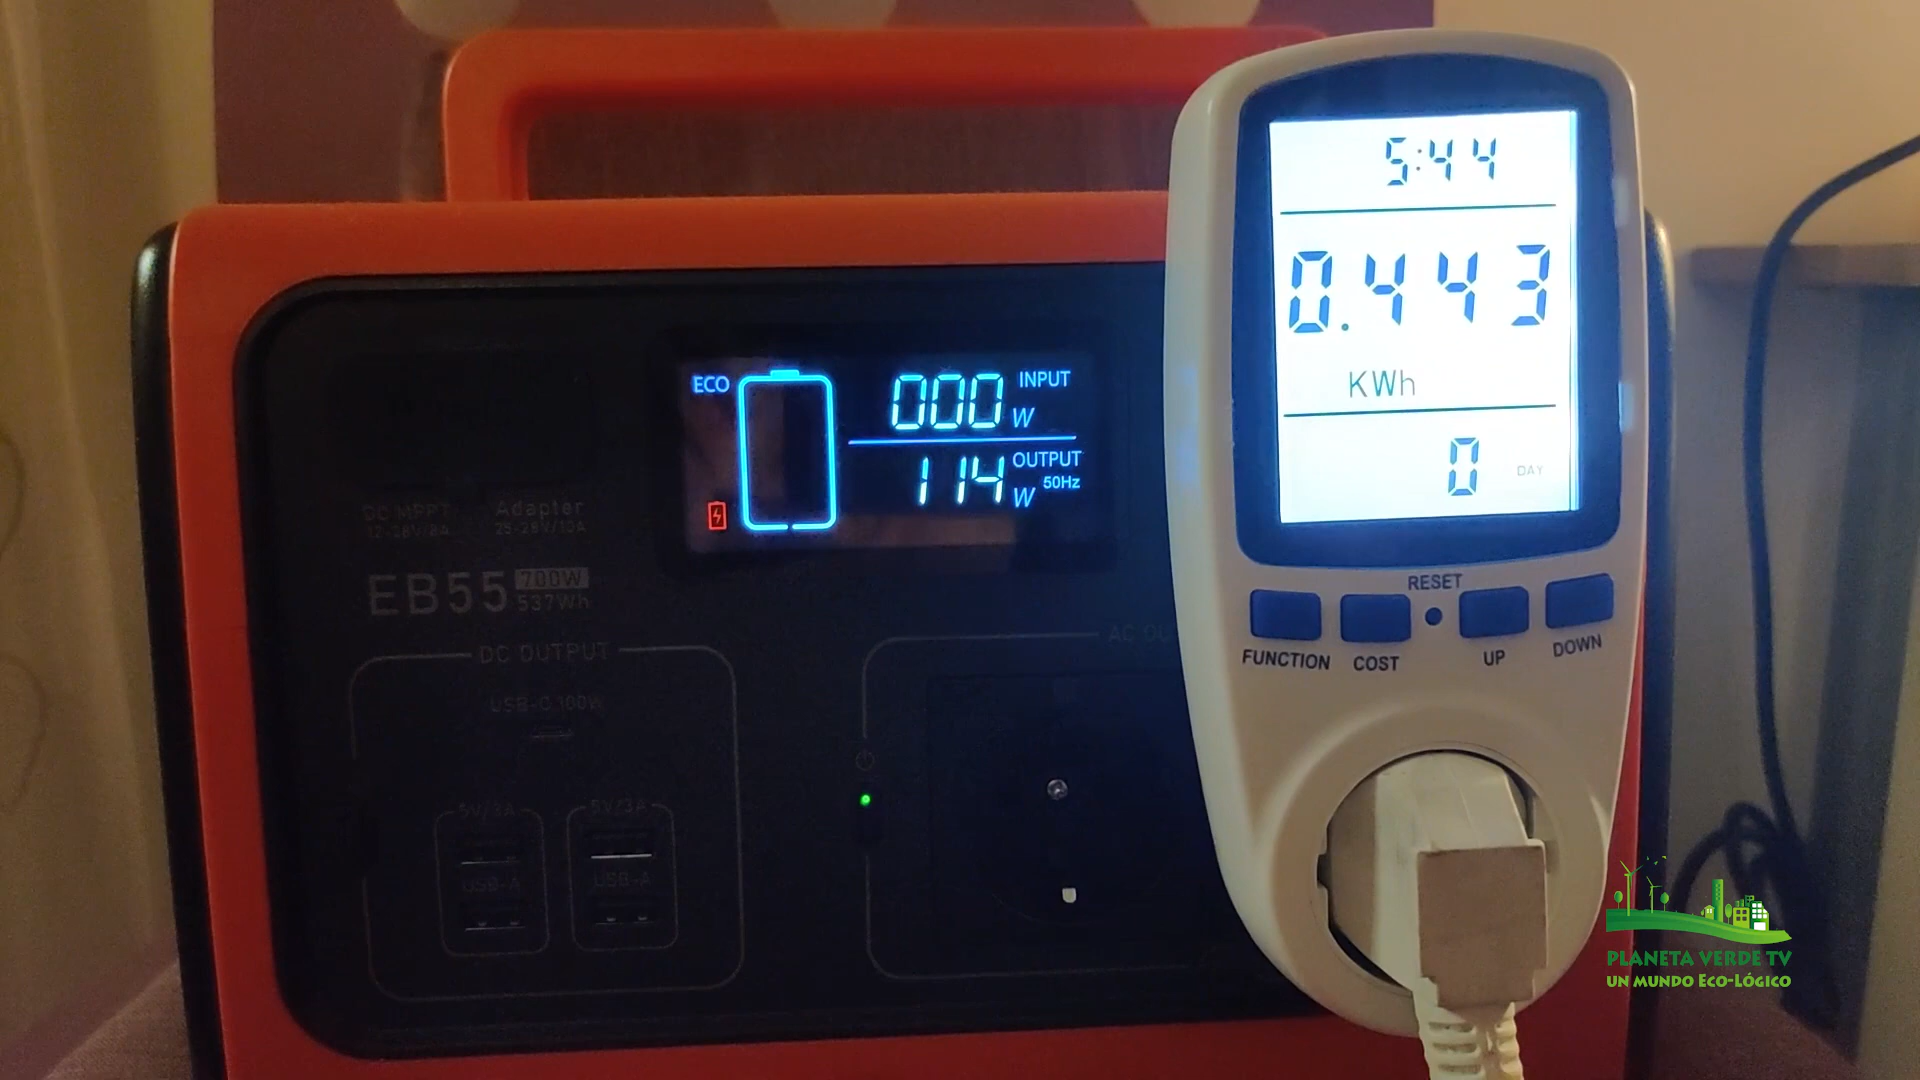 ECO
000 INPUT
W
114 OUTPUT
W 50Hz
DC MPPT
12-28V/8A
Adapter
25-28V/10A
EB55 700W
537Wh
DC OUTPUT
USB-C 100W
5V/3A
5V/3A
USB-A
USB-A
AC OU
5:44
0.443
KWh
0 DAY
RESET
FUNCTION
COST
UP
DOWN
PLANETA VERDE TV
UN MUNDO ECO-LÓGICO